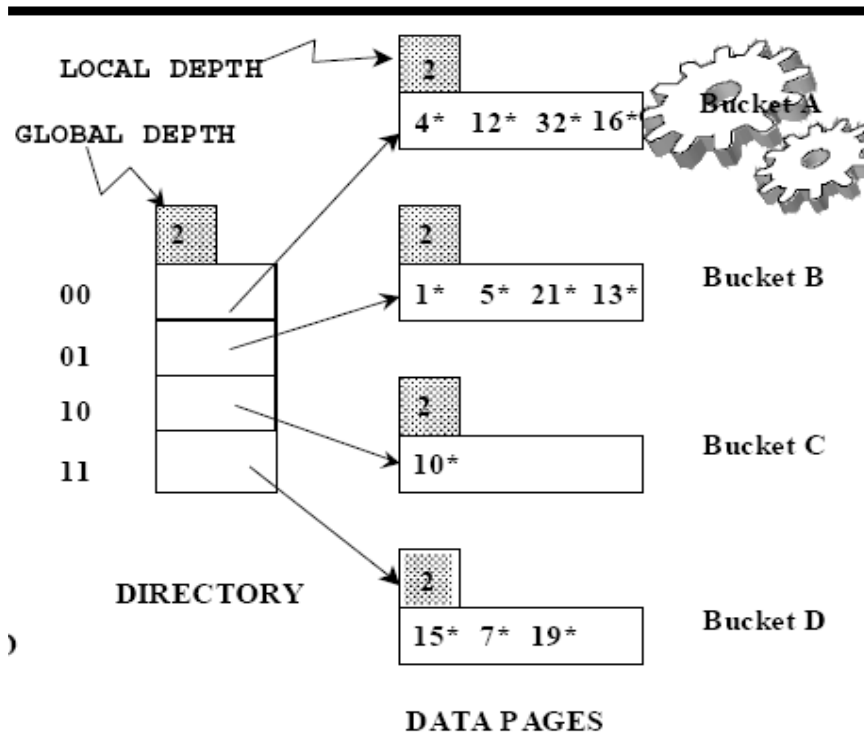 LOCAL DEPTH
2
4* 12* 32* 16*
Bucket A
GLOBAL DEPTH
2
00
01
10
11
2
1* 5* 21* 13*
Bucket B
2
10*
Bucket C
2
15* 7* 19*
Bucket D
DIRECTORY
DATA PAGES